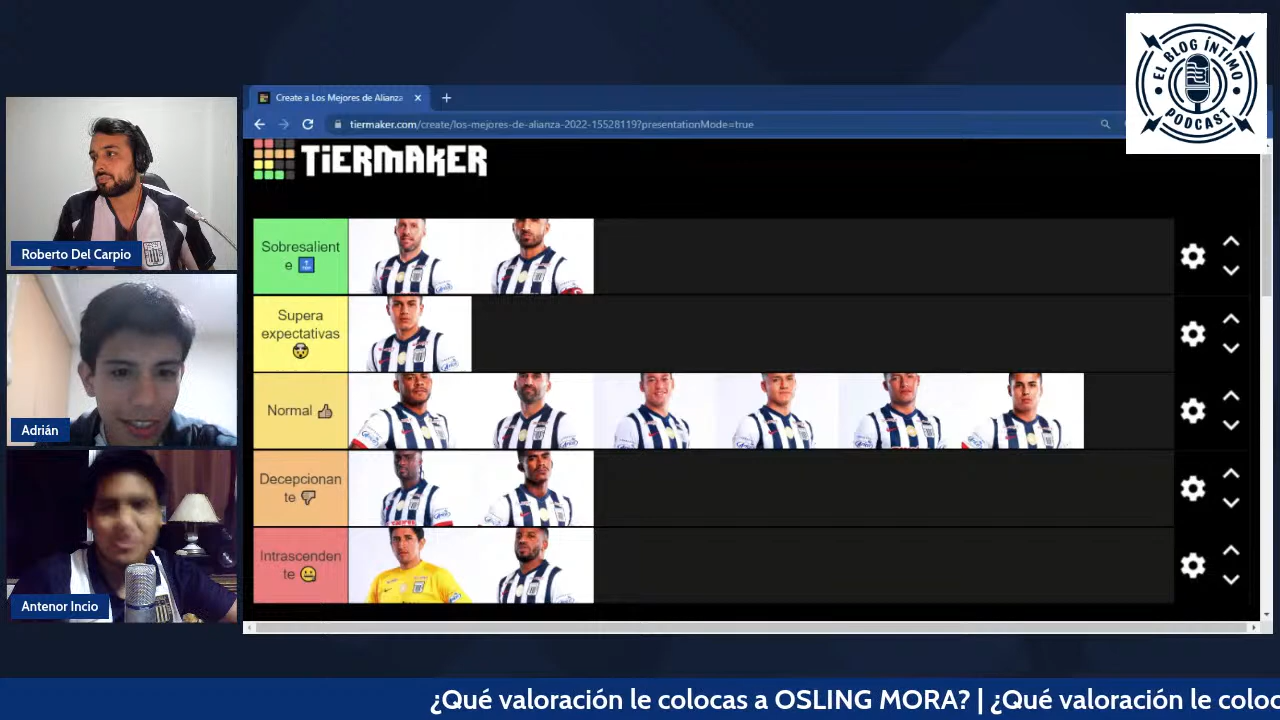 EL BLOG ÍNTIMO
PODCAST
Create a Los Mejores de Alianza
tiermaker.com/create/los-mejores-de-alianza-2022-15528119?presentationMode=true
TiERMAKER
Roberto Del Carpio
Adrián
Antenor Incio
Sobresalient
e
Supera
expectativas
Normal
Decepcionan
te
Intrascenden
te
¿Qué valoración le colocas a OSLING MORA? | ¿Qué valoración le coloc